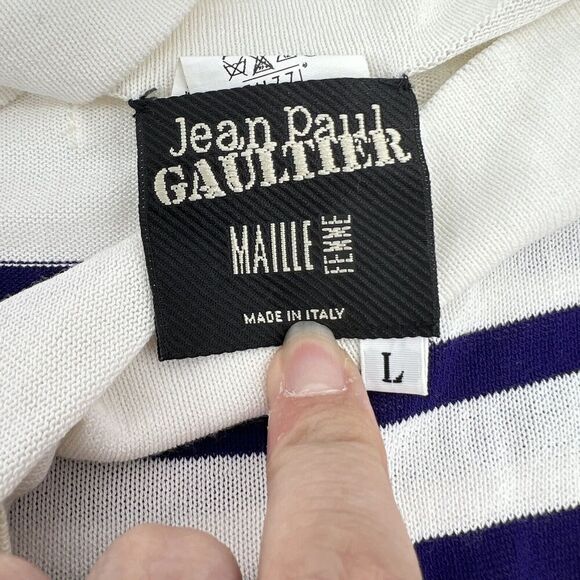 Jean Paul
GAULTIER
MAILLE FEMME
MADE IN ITALY
L